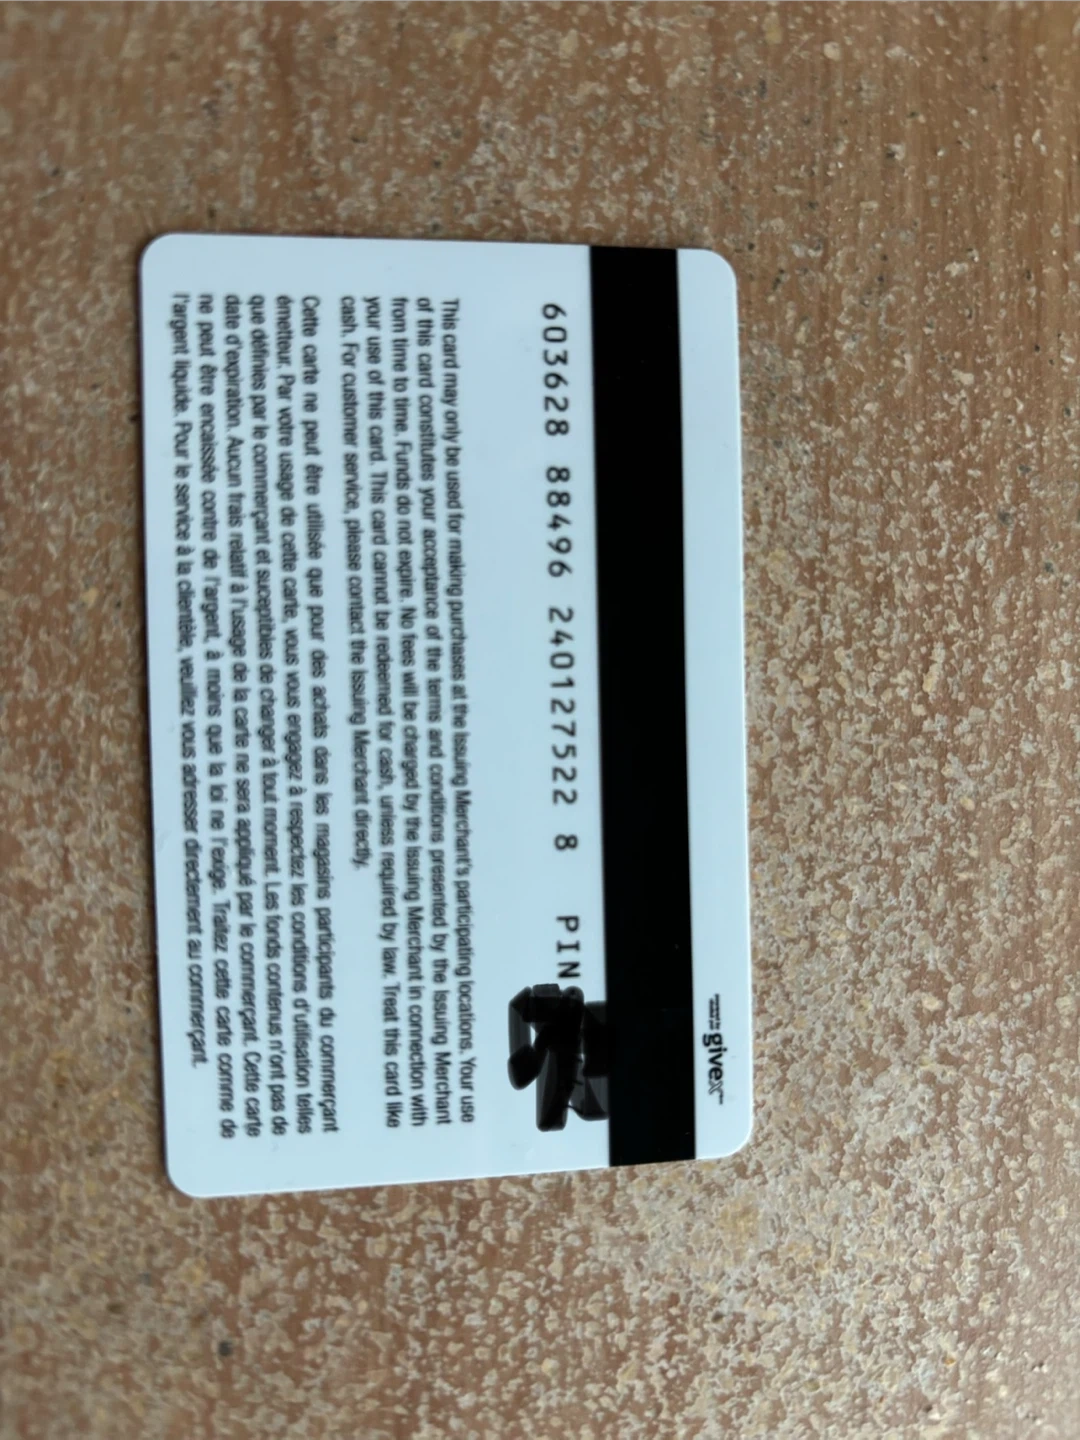 givex
603628 88496 240127522 8 PIN
This card may only be used for making purchases at the Issuing Merchant's participating locations. Your use
of this card constitutes your acceptance of the terms and conditions presented by the Issuing Merchant
from time to time. Funds do not expire. No fees will be charged by the Issuing Merchant in connection with
your use of this card. This card cannot be redeemed for cash, unless required by law. Treat this card like
cash. For customer service, please contact the Issuing Merchant directly.
Cette carte ne peut être utilisée que pour des achats dans les magasins participants du commerçant
émetteur. Par votre usage de cette carte, vous vous engagez à respectez les conditions d'utilisation telles
que définies par le commerçant et suceptibles de changer à tout moment. Les fonds contenus n'ont pas de
date d'expiration. Aucun frais relatif à l'usage de la carte ne sera appliqué par le commerçant. Cette carte
ne peut être encaissée contre de l'argent, à moins que la loi ne l'exige. Traitez cette carte comme de
l'argent liquide. Pour le service à la clientèle, veuillez vous adresser directement au commerçant.